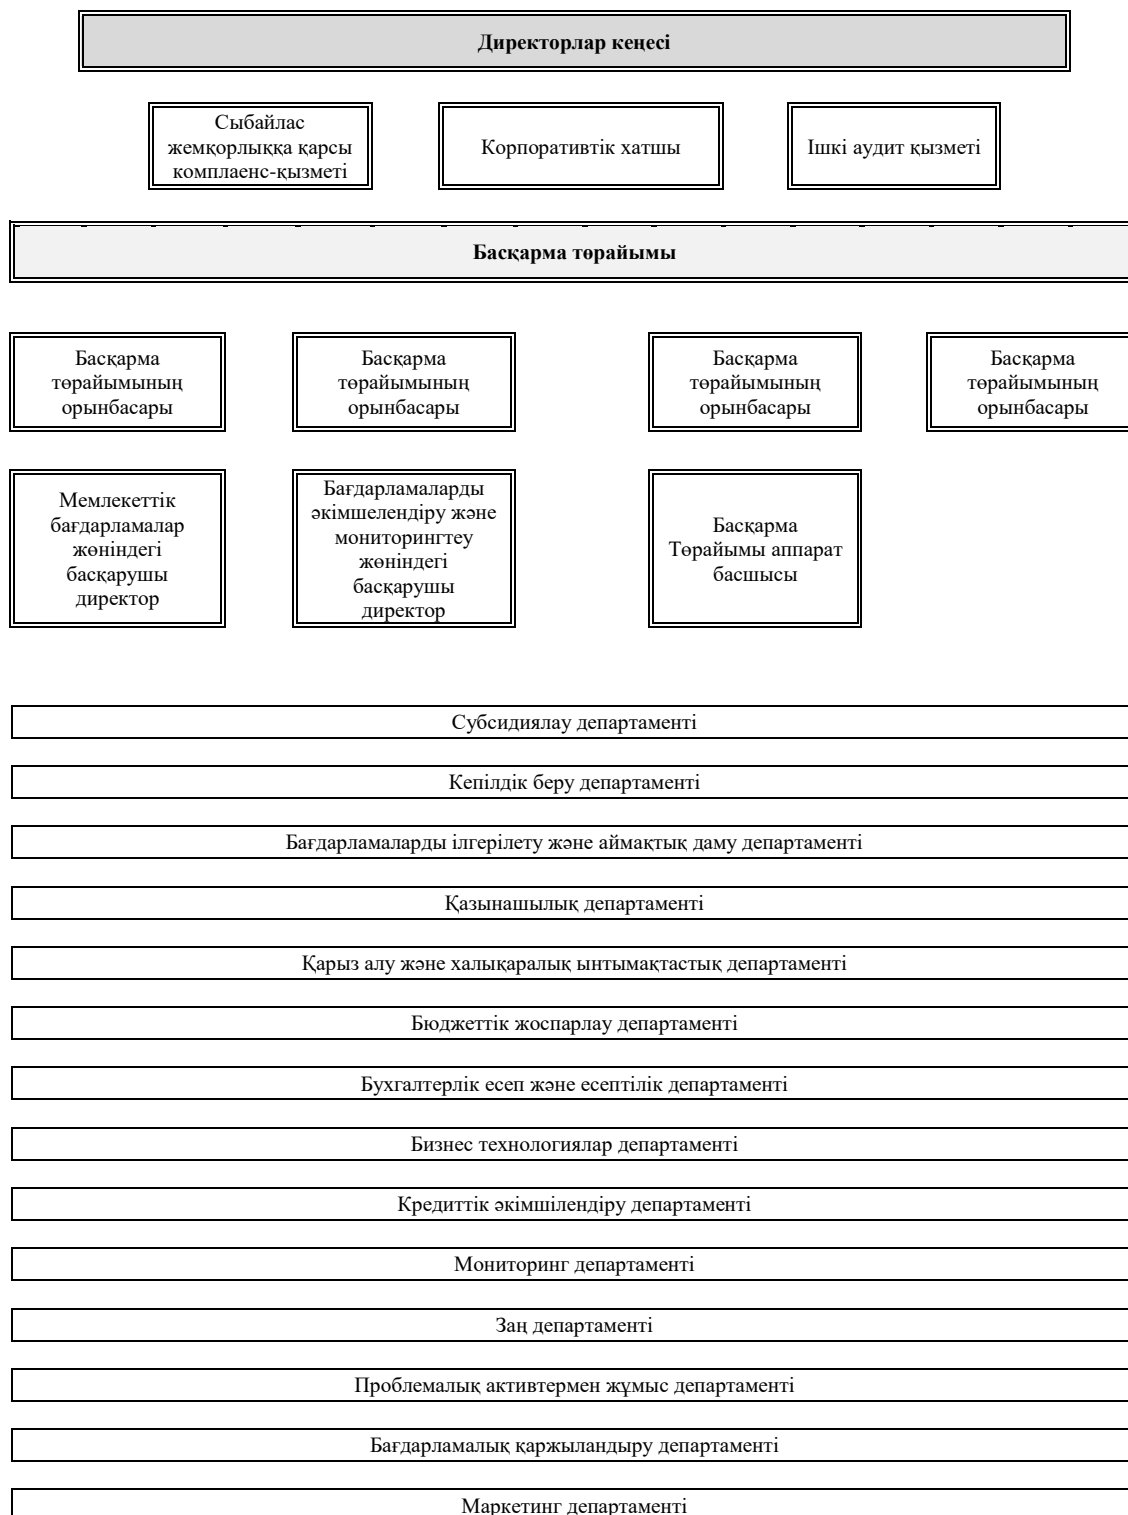 Директорлар кеңесі
Сыбайлас
жемқорлыққа қарсы
комплаенс-қызметі
Корпоративтік хатшы
Ішкі аудит қызметі
Басқарма төрайымы
Басқарма
төрайымының
орынбасары
Басқарма
төрайымының
орынбасары
Басқарма
төрайымының
орынбасары
Басқарма
төрайымының
орынбасары
Мемлекеттік
бағдарламалар
жөніндегі
басқарушы
директор
Бағдарламаларды
әкімшелендіру және
мониторингтеу
жөніндегі
басқарушы
директор
Басқарма
Төрайымы аппарат
басшысы
Субсидиялау департаменті
Кепілдік беру департаменті
Бағдарламаларды ілгерілету және аймақтық даму департаменті
Қазынашылық департаменті
Қарыз алу және халықаралық ынтымақтастық департаменті
Бюджеттік жоспарлау департаменті
Бухгалтерлік есеп және есептілік департаменті
Бизнес технологиялар департаменті
Кредиттік әкімшілендіру департаменті
Мониторинг департаменті
Заң департаменті
Проблемалық активтермен жұмыс департаменті
Бағдарламалық қаржыландыру департаменті
Маркетинг департаменті